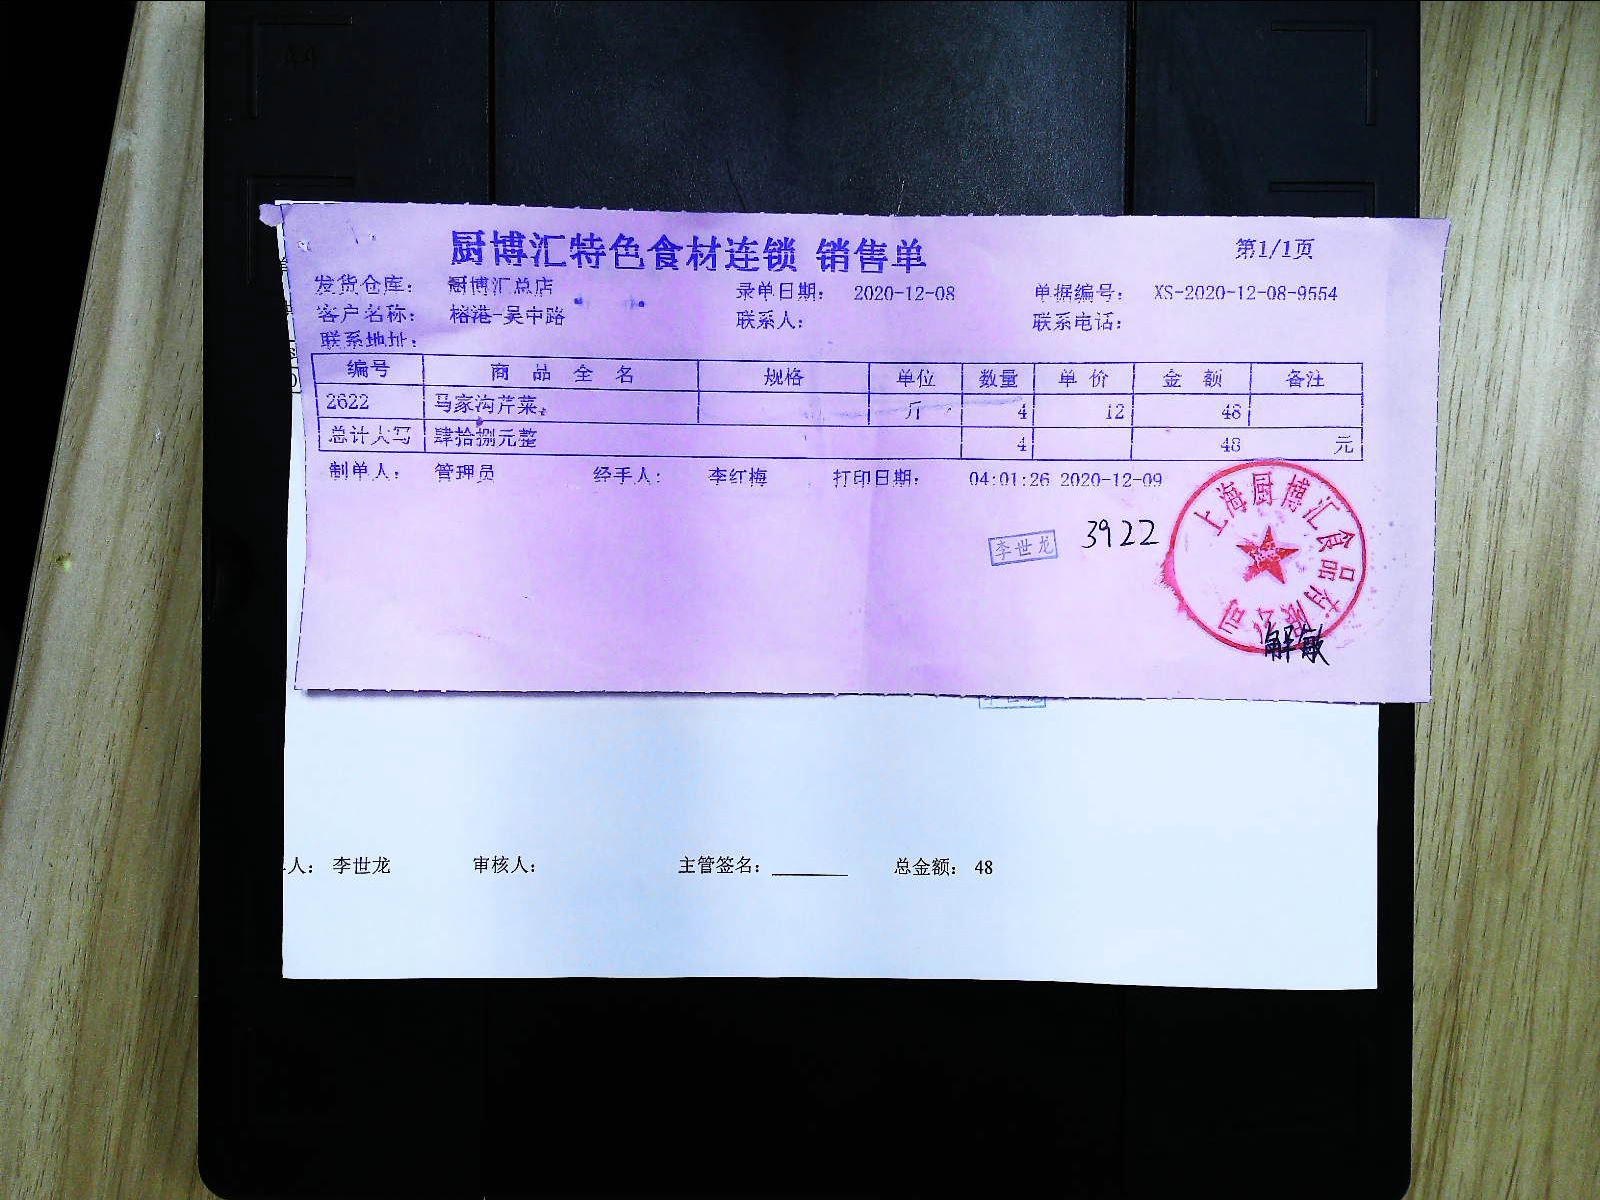 厨博汇特色食材连锁 销售单 第1/1页
发货仓库： 厨博汇总店 录单日期： 2020-12-08 单据编号： XS-2020-12-08-9554
客户名称： 榕港-吴中路 联系人： 联系电话：
联系地址：
编号 商品全名 规格 单位 数量 单价 金额 备注
2622 马家沟芹菜 斤 4 12 48
总计大写 肆拾捌元整 4 48 元
制单人： 管理员 经手人： 李红梅 打印日期： 04:01:26 2020-12-09
李世龙 3922
上海厨博汇食品有限公司
解敏
人： 李世龙 审核人： 主管签名： 总金额： 48